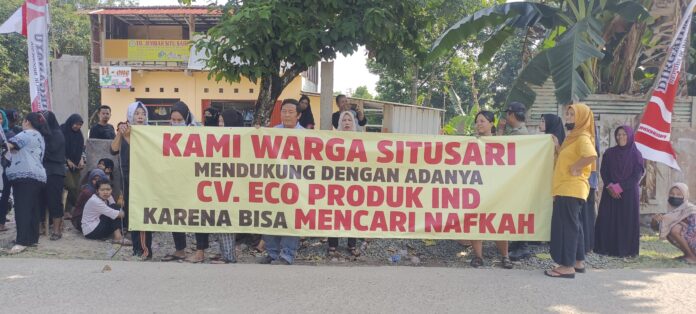 KAMI WARGA SITUSARI
MENDUKUNG DENGAN ADANYA
CV. ECO PRODUK IND
KARENA BISA MENCARI NAFKAH